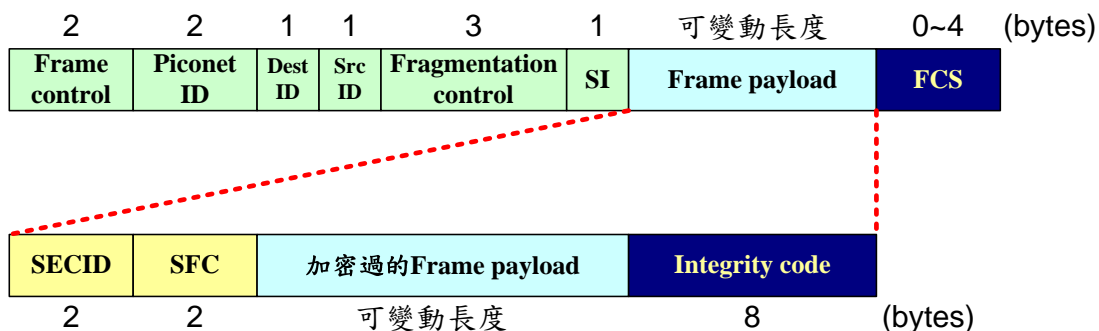 2 2 1 1 3 1 可變動長度 0~4 (bytes)
Frame control Piconet ID Dest ID Src ID Fragmentation control SI Frame payload FCS
SECID SFC 加密過的Frame payload Integrity code
2 2 可變動長度 8 (bytes)